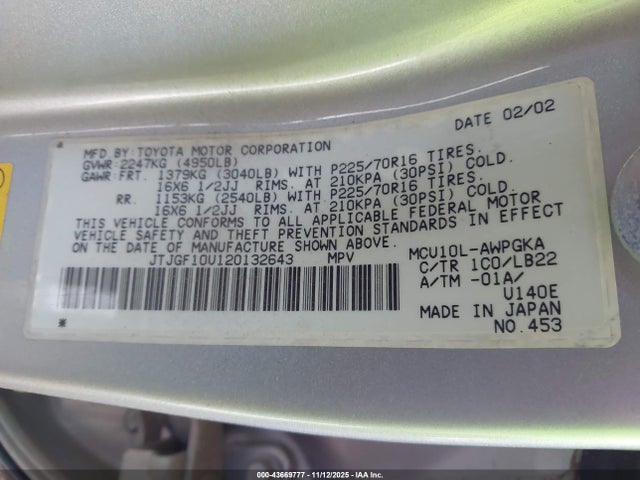 DATE 02/02
MFD BY:TOYOTA MOTOR CORPORATION
GVWR:2247KG (4950LB)
GAWR:FRT. 1379KG (3040LB) WITH P225/70R16 TIRES.
16X6 1/2JJ RIMS. AT 210KPA (30PSI) COLD.
RR. 1153KG (2540LB) WITH P225/70R16 TIRES.
16X6 1/2JJ RIMS. AT 210KPA (30PSI) COLD.
THIS VEHICLE CONFORMS TO ALL APPLICABLE FEDERAL MOTOR
VEHICLE SAFETY AND THEFT PREVENTION STANDARDS IN EFFECT
ON THE DATE OF MANUFACTURE SHOWN ABOVE.
JTJGF10U120132643 MPV
MCU10L-AWPGKA
C/TR 1C0/LB22
A/TM -01A/
U140E
MADE IN JAPAN
NO.453
000-43669777 - 11/12/2025 - IAA Inc.